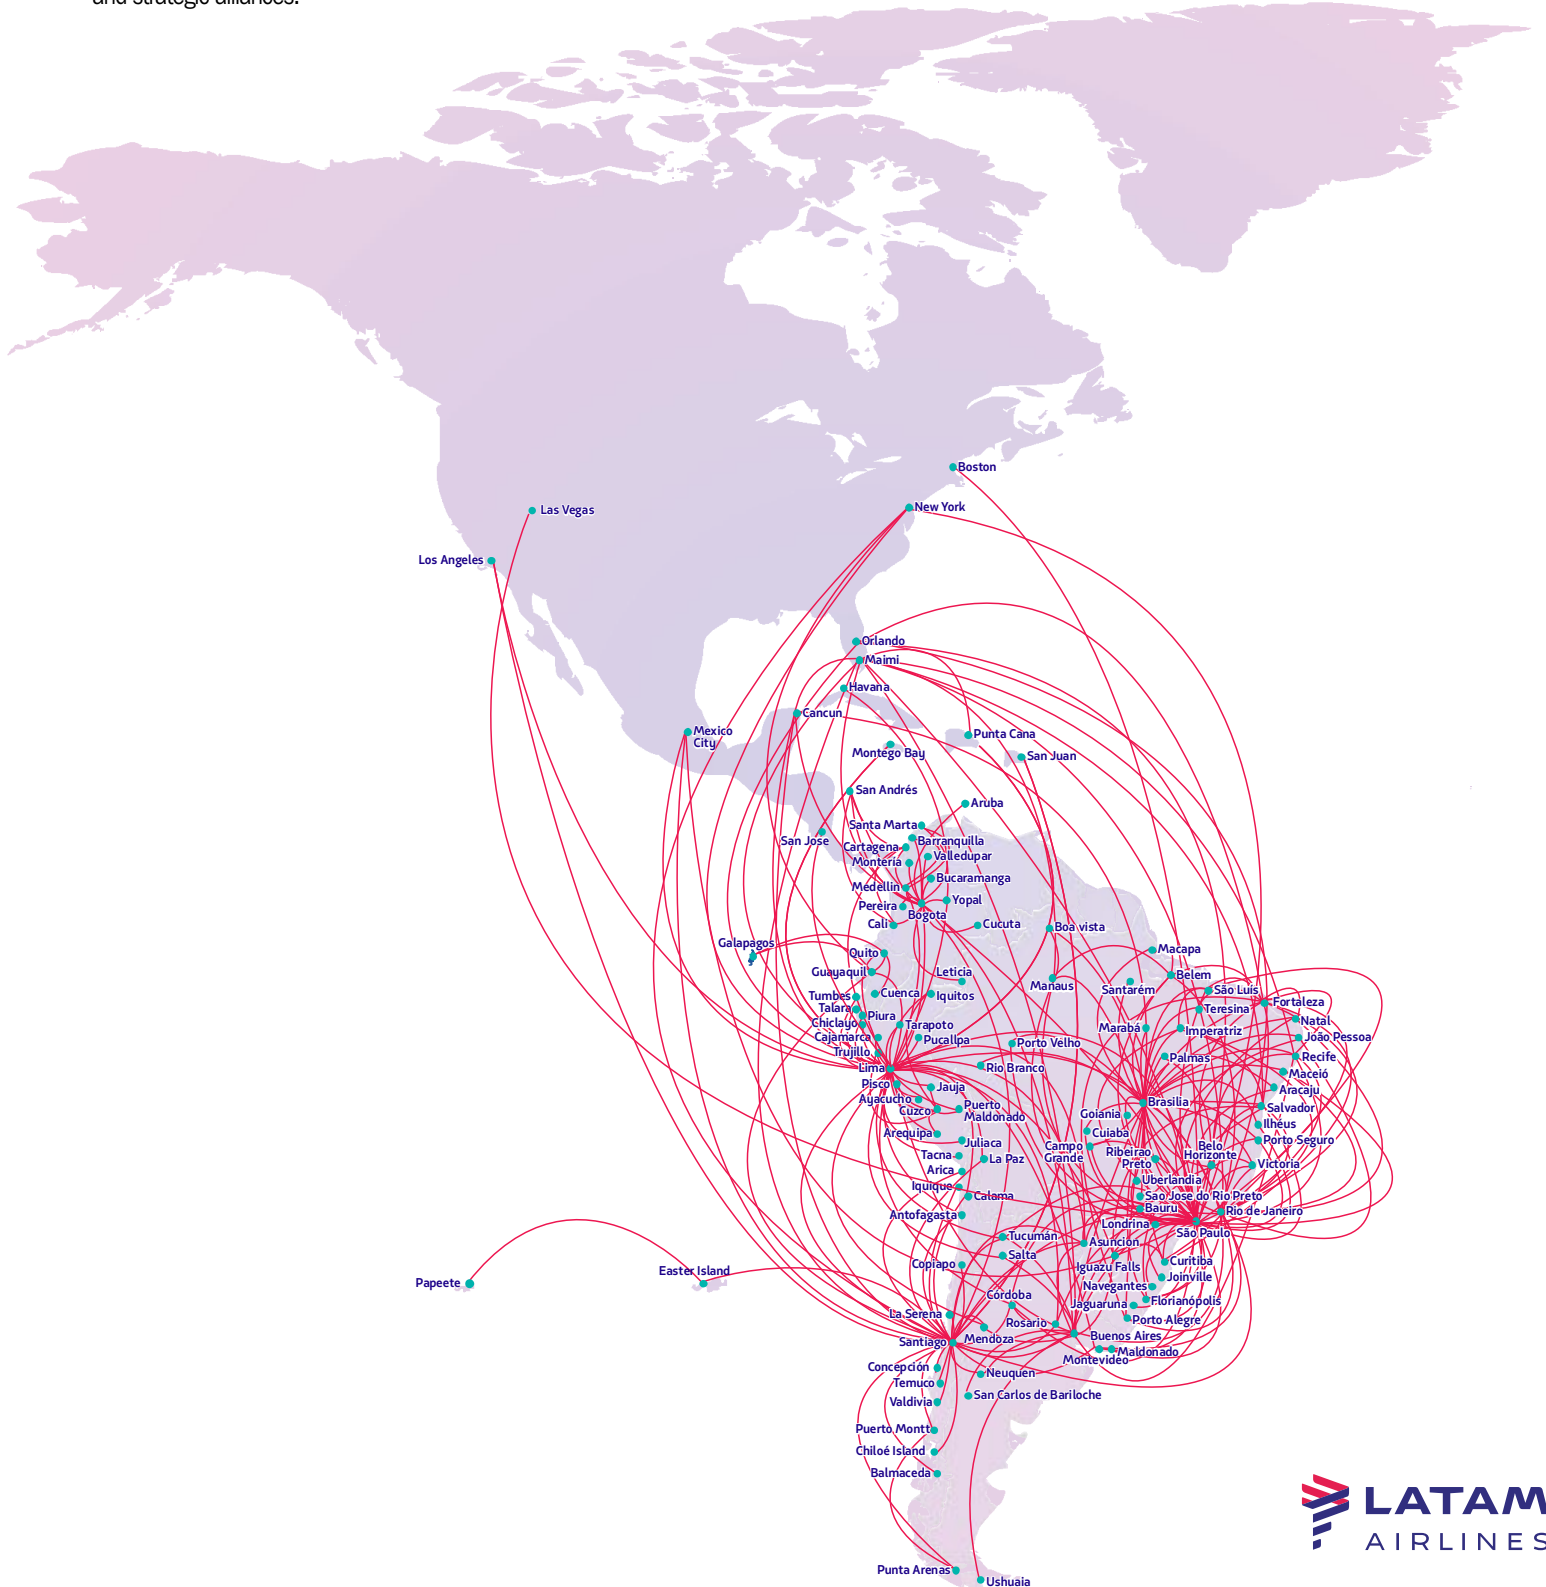 and strategic alliances.
Boston
New York
Las Vegas
Los Angeles
Orlando
Maimi
Havana
Cancun
Mexico
City
Punta Cana
Montego Bay
San Juan
San Andrés
Aruba
Santa Marta
San Jose
Barranquilla
Cartagena
Valledupar
Montería
Bucaramanga
Médellin
Yopal
Pereira
Bogota
Cali
Cucuta
Boa vista
Galapagos
Quito
Macapa
Guayaquil
Leticia
Belem
Manaus
Santarém
São Luis
Cuenca
Iquitos
Tumbes
Fortaleza
Talara
Teresina
Piura
Natal
Chiclayo
Tarapoto
Marabá
Imperatriz
Cajamarca
Pucallpa
Porto Velho
João Pessoa
Trujillo
Palmas
Recife
Lima
Rio Branco
Maceió
Pisco
Jauja
Aracaju
Ayacucho
Brasilia
Cuzco
Puerto
Maldonado
Goiania
Salvador
Ilhéus
Arequipa
Cuiaba
Juliaca
Campo
Grande
Belo
Horizonte
Porto Seguro
Tacna
La Paz
Ribeirao
Preto
Victoria
Arica
Iquique
Uberlandia
Calama
Sao Jose do Rio Preto
Antofagasta
Bauru
Rio de Janeiro
Londrina
São Paulo
Tucumán
Asuncion
Salta
Copiapo
Iguazu Falls
Curitiba
Easter Island
Joinville
Papeete
Navegantes
Córdoba
Jaguaruna
Florianópolis
La Serena
Rosario
Porto Alegre
Santiago
Mendoza
Buenos Aires
Montevideo
Maldonado
Concepción
Neuquen
Temuco
San Carlos de Bariloche
Valdivia
Puerto Montt
Chiloé Island
Balmaceda
Punta Arenas
Ushuaia
LATAM
AIRLINES